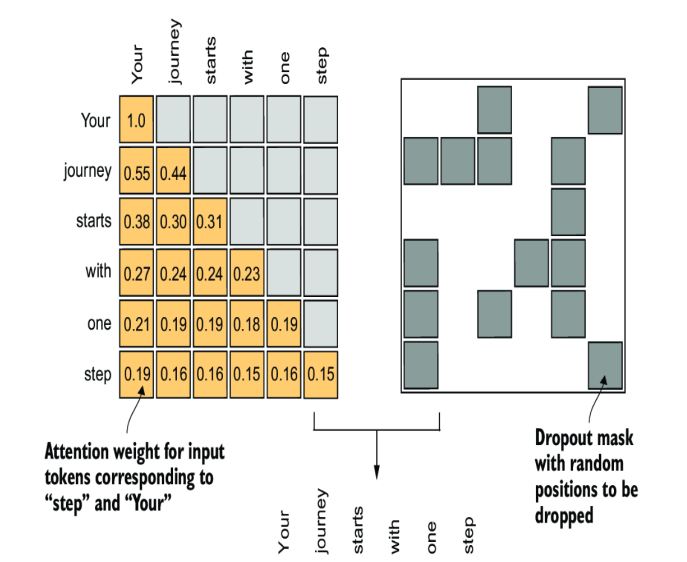 Your journey starts with one step
Your 1.0
journey 0.55 0.44
starts 0.38 0.30 0.31
with 0.27 0.24 0.24 0.23
one 0.21 0.19 0.19 0.18 0.19
step 0.19 0.16 0.16 0.15 0.16 0.15
Attention weight for input
tokens corresponding to
“step” and “Your”
Dropout mask
with random
positions to be
dropped
Your journey starts with one step